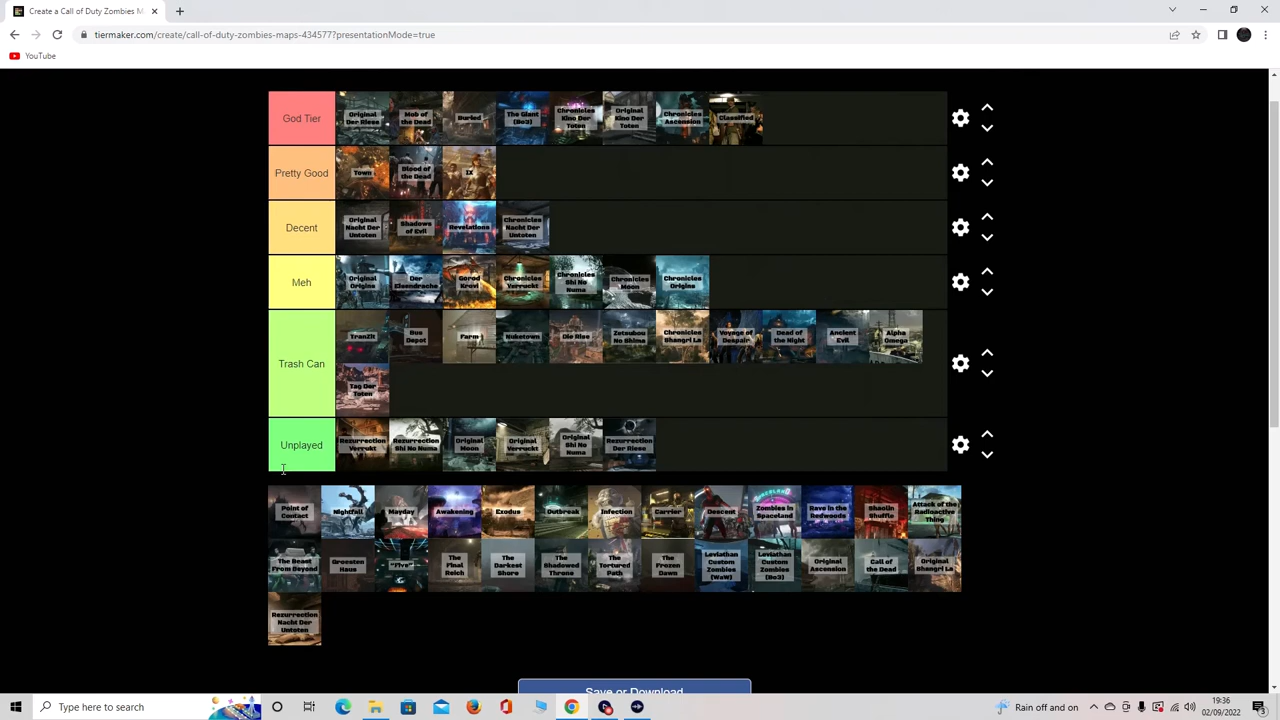 Create a Call of Duty Zombies M
tiermaker.com/create/call-of-duty-zombies-maps-434577?presentationMode=true
YouTube
God Tier
Original Der Riese
Mob of the Dead
Buried
The Giant (Bo3)
Chronicles Kino Der Toten
Original Kino Der Toten
Chronicles Ascension
Classified
Pretty Good
Town
Blood of the Dead
IX
Decent
Original Nacht Der Untoten
Shadows of Evil
Revelations
Chronicles Nacht Der Untoten
Meh
Original Origins
Der Eisendrache
Gorod Krovi
Chronicles Verruckt
Chronicles Shi No Numa
Chronicles Moon
Chronicles Origins
Trash Can
TranZit
Bus Depot
Farm
Nuketown
Die Rise
Zetsubou No Shima
Chronicles Shangri La
Voyage of Despair
Dead of the Night
Ancient Evil
Alpha Omega
Tag Der Toten
Unplayed
Resurrection Verrukt
Resurrection Shi No Numa
Original Moon
Original Verruckt
Original Shi No Numa
Resurrection Der Riese
Point of Contact
Nightfall
Mayday
Awakening
Exodus
Outbreak
Infection
Carrier
Descent
Zombies in Spaceland
Rave in the Redwoods
Shaolin Shuffle
Attack of the Radioactive Thing
The Beast From Beyond
Groesten Haus
"Five"
The Final Reich
The Darkest Shore
The Shadowed Throne
The Tortured Path
The Frozen Dawn
Leviathan Custom Zombies (WaW)
Leviathan Custom Zombies (Bo3)
Original Ascension
Call of the Dead
Original Shangri La
Resurrection Nacht Der Untoten
Save or Download
Type here to search
Rain off and on
19:36
02/09/2022
3